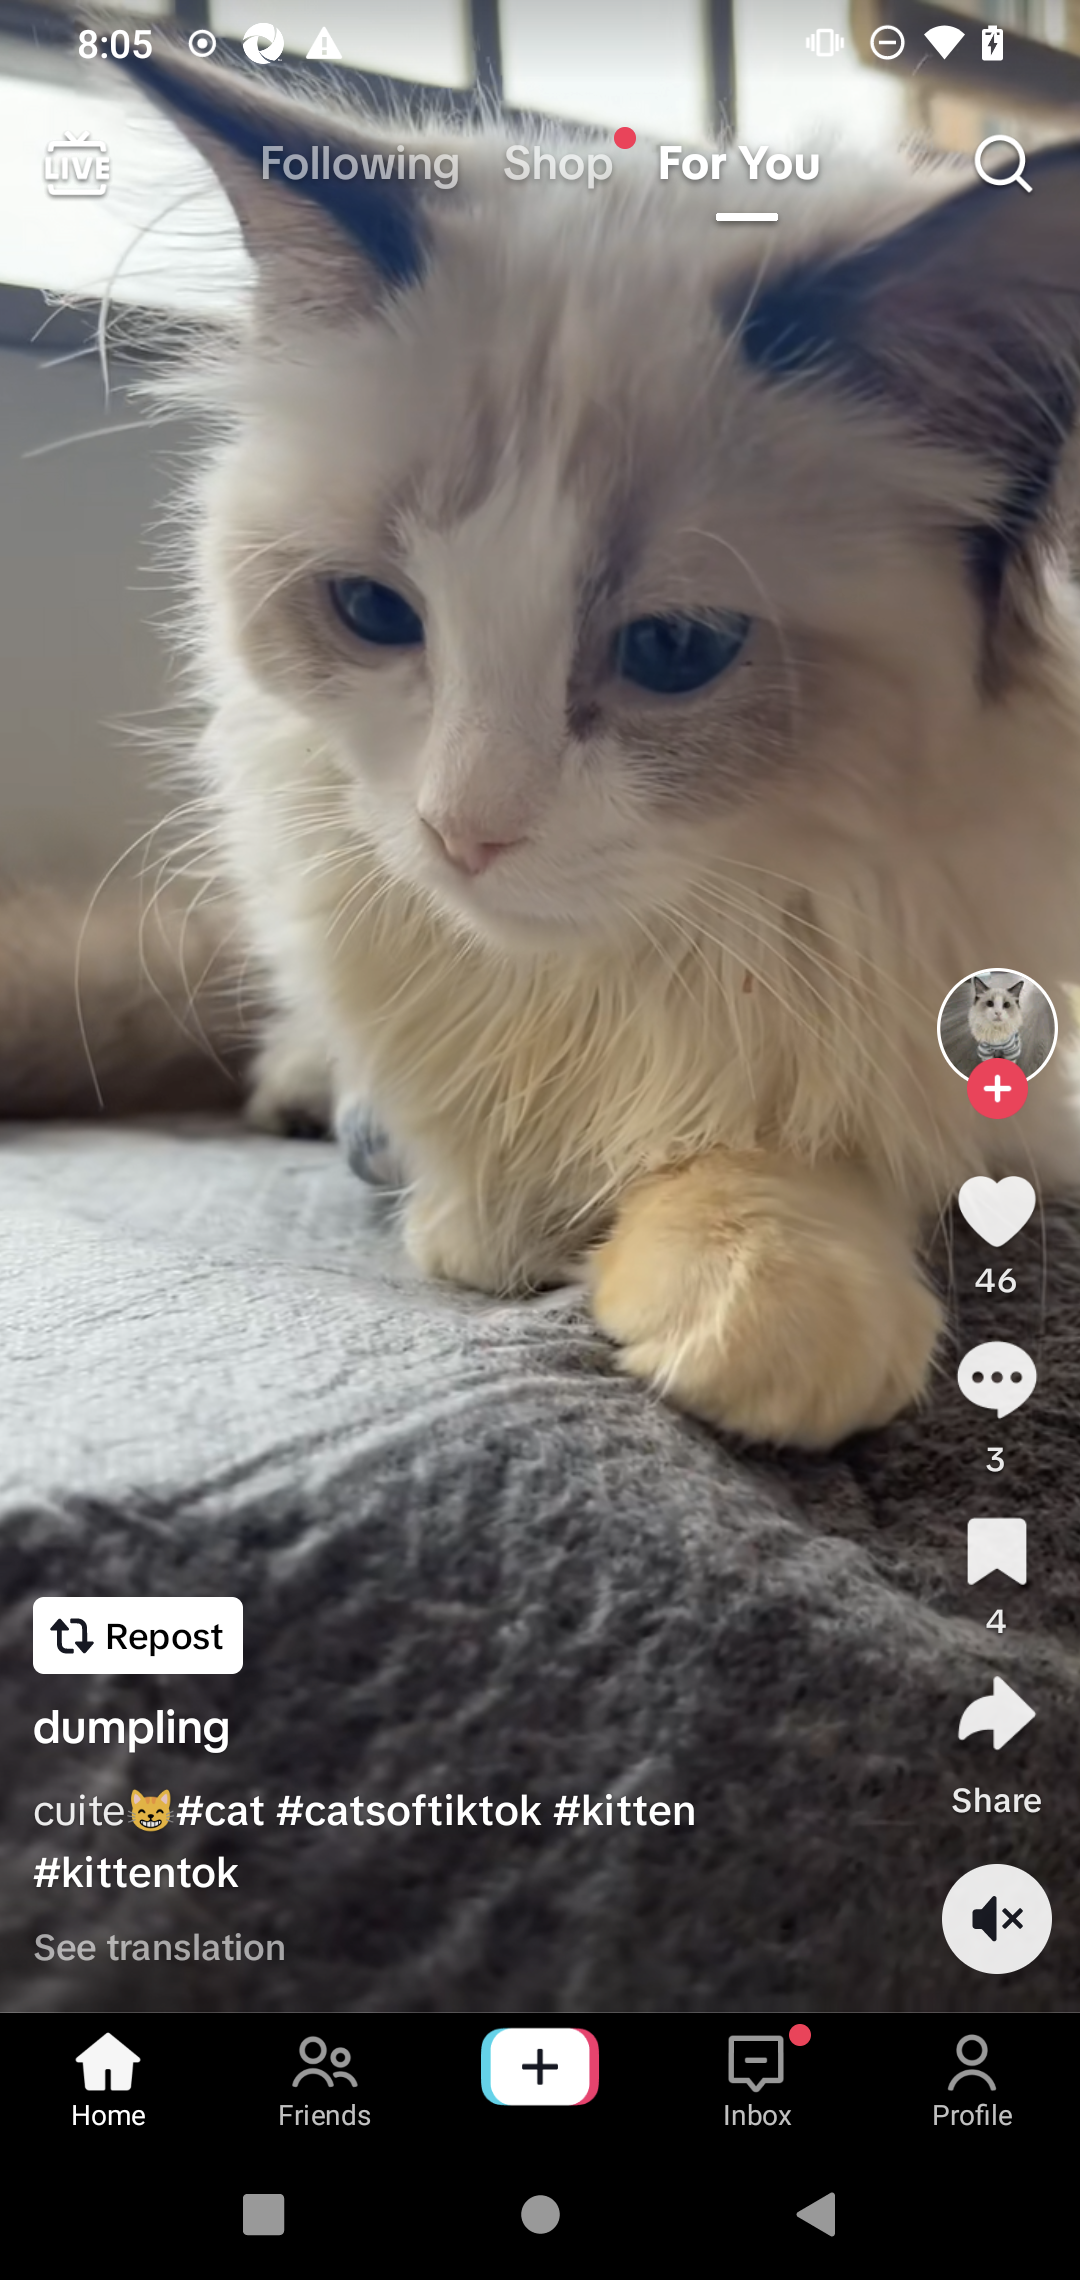 8:05
LIVE
Following Shop For You
46
3
4
Repost
dumpling
Share
cuite😸#cat #catsoftiktok #kitten
#kittentok
See translation
Home Friends Inbox Profile